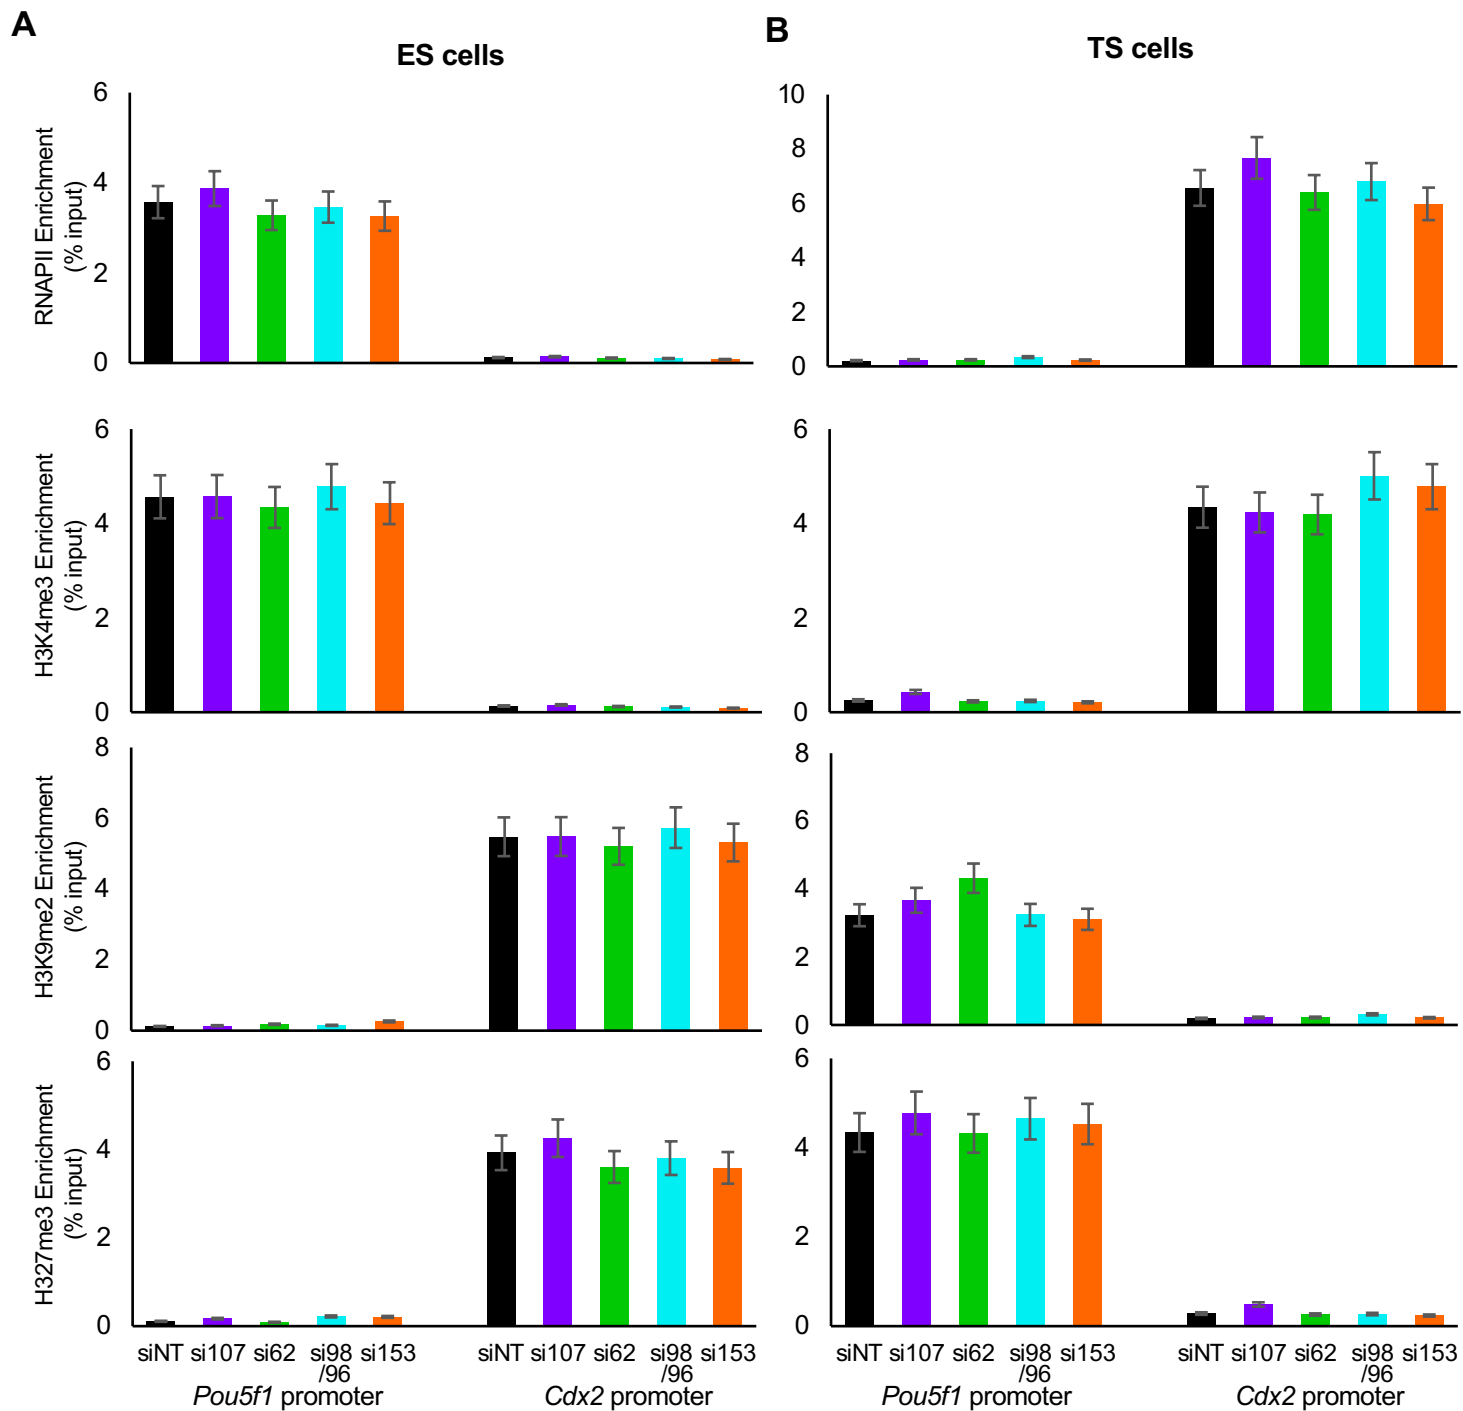 A
B
ES cells
TS cells
RNAPII Enrichment
(% input)
6
4
2
0
10
8
6
4
2
0
H3K4me3 Enrichment
(% input)
6
4
2
0
6
4
2
0
H3K9me2 Enrichment
(% input)
8
6
4
2
0
8
6
4
2
0
H327me3 Enrichment
(% input)
6
4
2
0
6
4
2
0
siNT si107 si62 si98 si153
/96
Pou5f1 promoter
siNT si107 si62 si98 si153
/96
Cdx2 promoter
siNT si107 si62 si98 si153
/96
Pou5f1 promoter
siNT si107 si62 si98 si153
/96
Cdx2 promoter